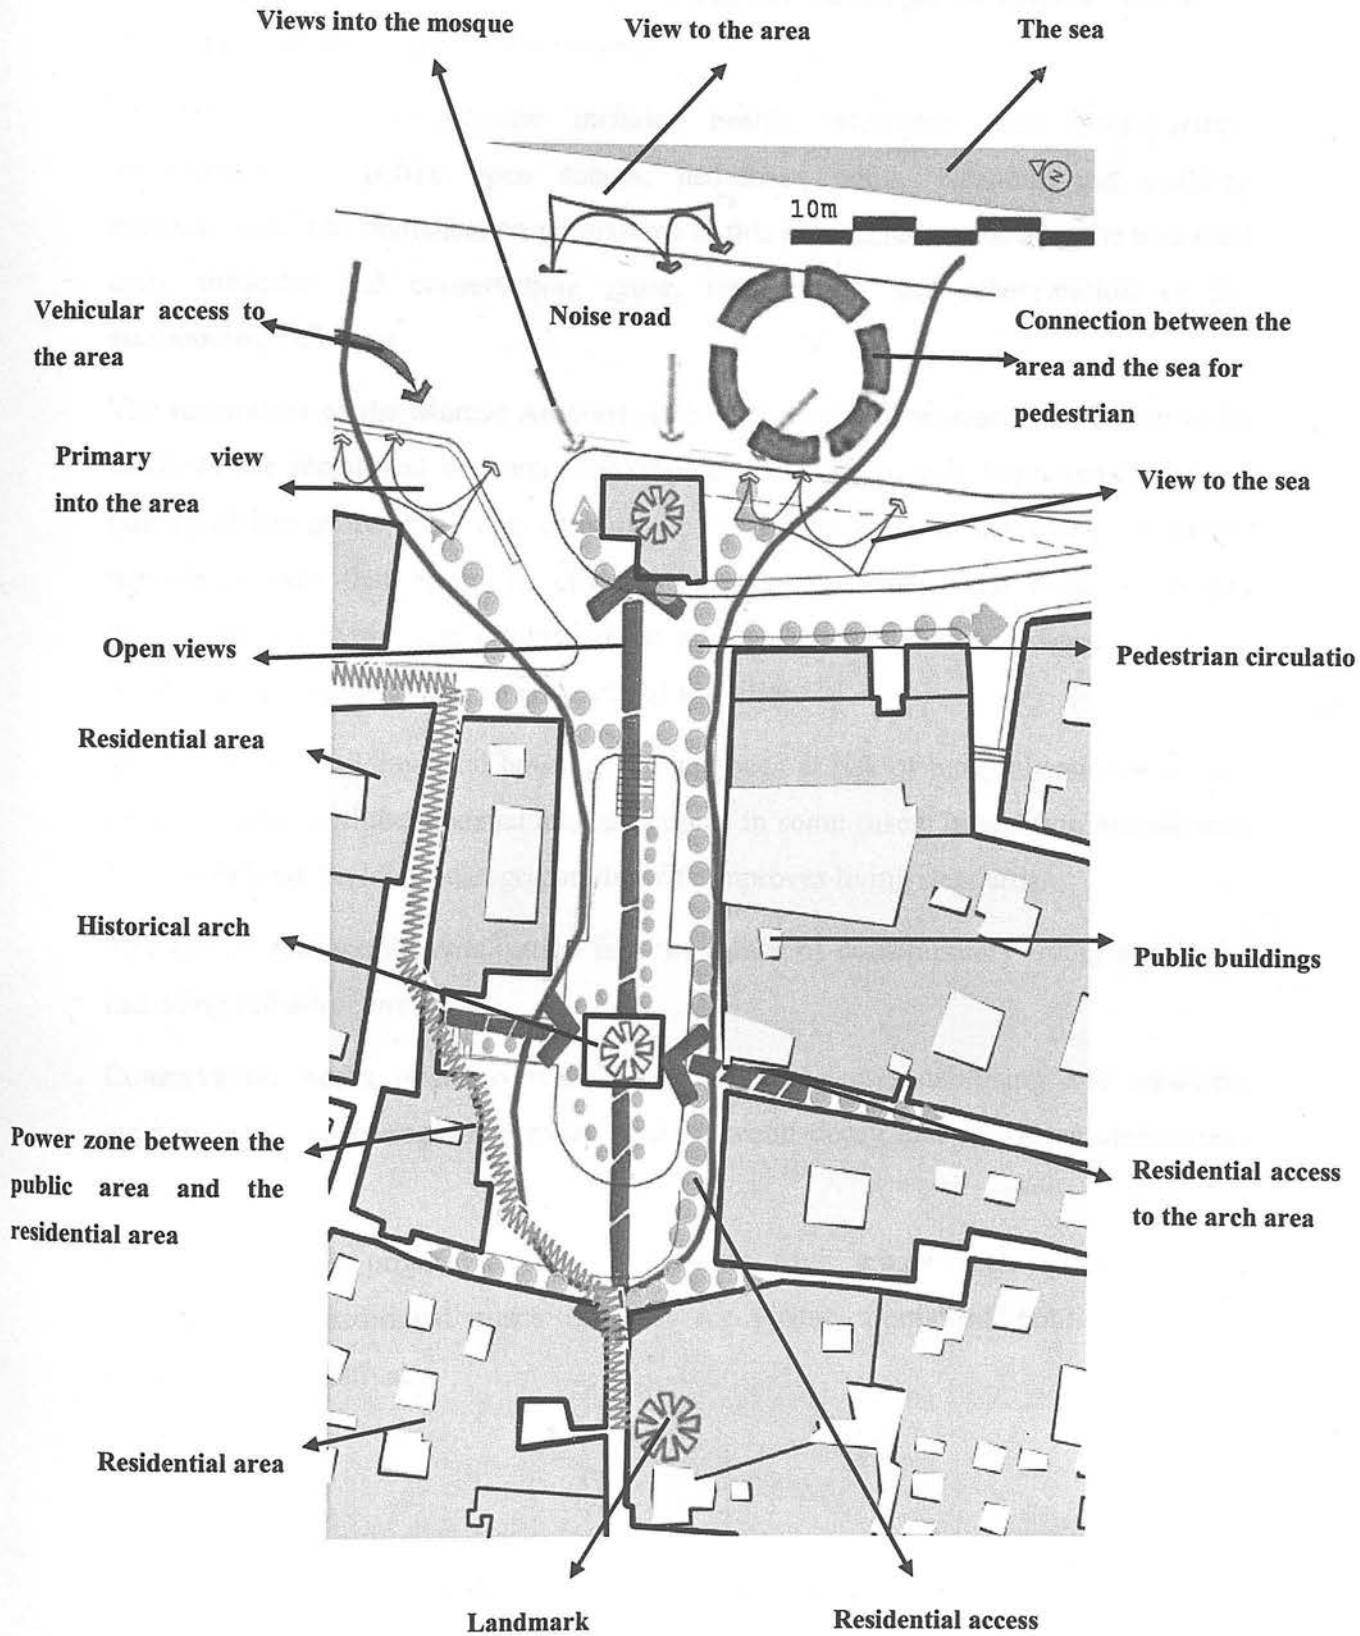 Views into the mosque
View to the area
The sea
N
10m
Vehicular access to
the area
Noise road
Connection between the
area and the sea for
pedestrian
Primary view
into the area
View to the sea
Open views
Pedestrian circulatio
Residential area
Historical arch
Public buildings
Power zone between the
public area and the
residential area
Residential access
to the arch area
Residential area
Landmark
Residential access